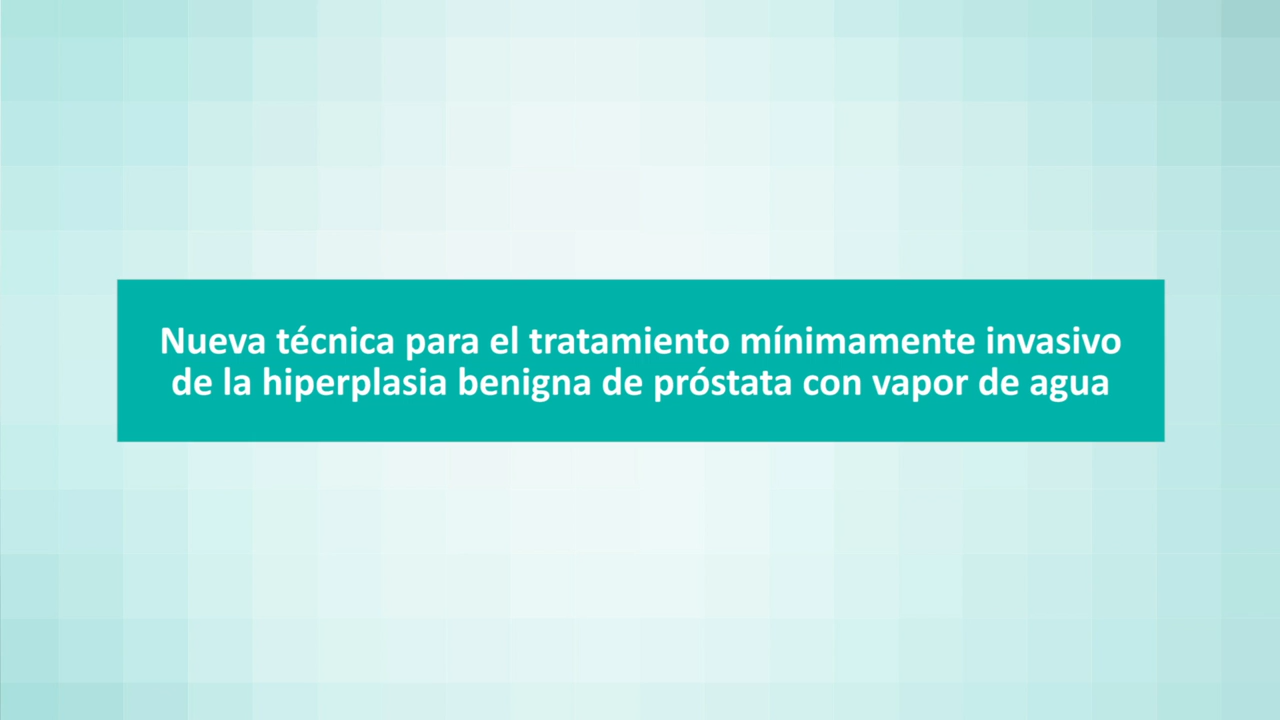 Nueva técnica para el tratamiento mínimamente invasivo
de la hiperplasia benigna de próstata con vapor de agua